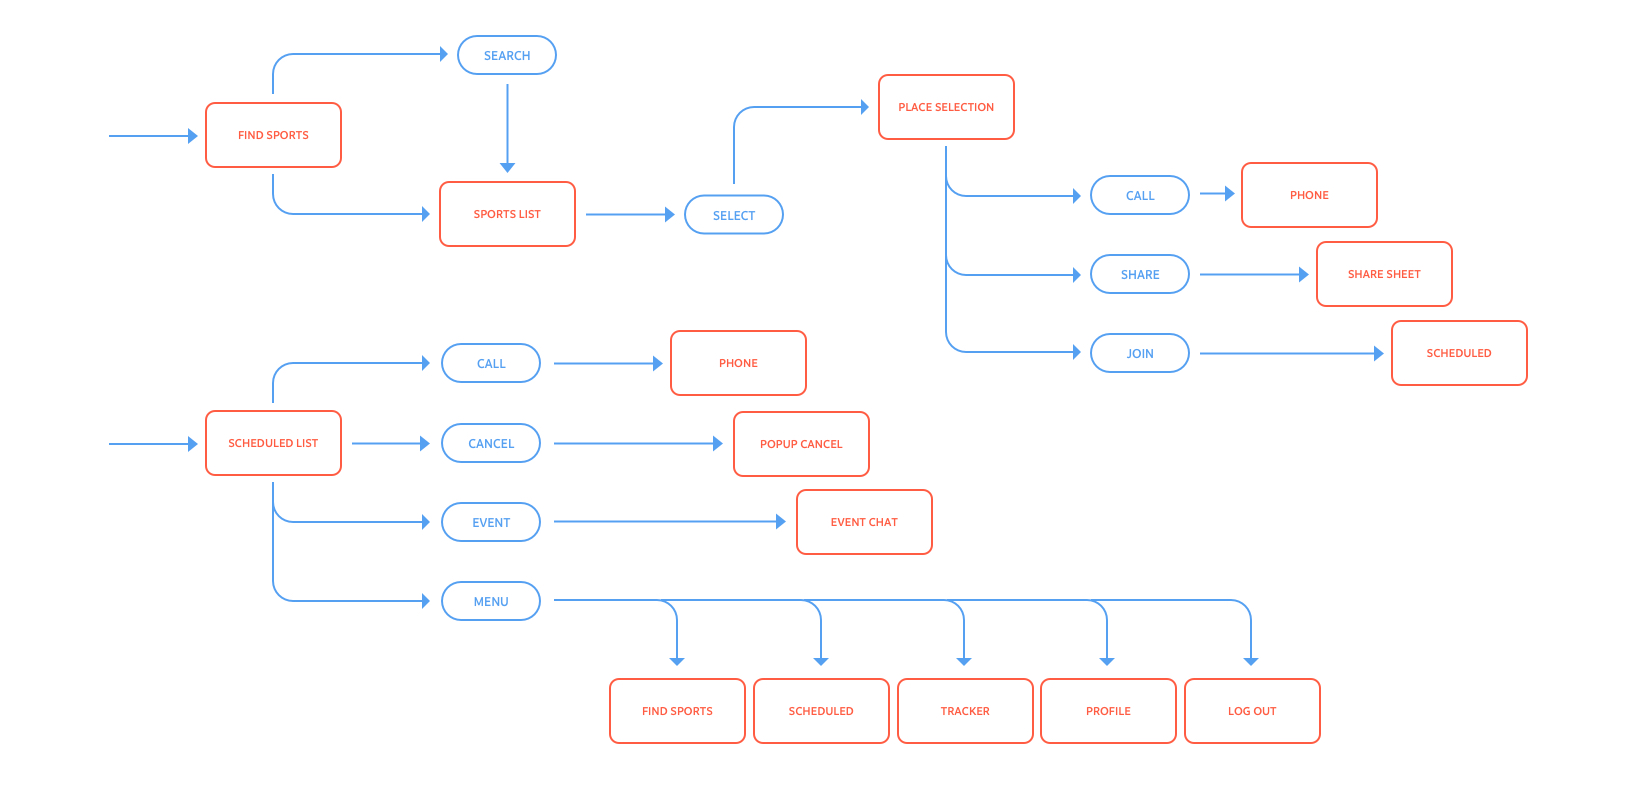 SEARCH
FIND SPORTS
SPORTS LIST
SELECT
PLACE SELECTION
CALL
PHONE
SHARE
SHARE SHEET
JOIN
SCHEDULED
SCHEDULED LIST
CALL
PHONE
CANCEL
POPUP CANCEL
EVENT
EVENT CHAT
MENU
FIND SPORTS
SCHEDULED
TRACKER
PROFILE
LOG OUT